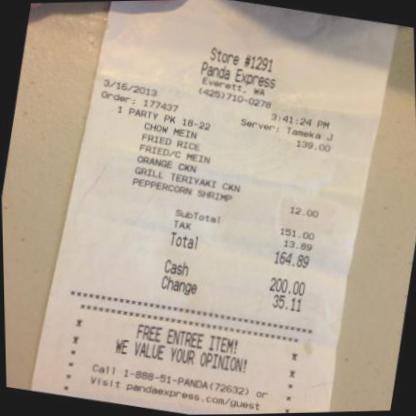 Store #1291
Panda Express
Everett, WA
(425)710-0278
3/16/2013 3:41:24 PM
Order: 177437 Server: Tameka J
1 PARTY PK 18-22 139.00
CHOW MEIN
FRIED RICE
FRIED/C MEIN
ORANGE CKN
GRILL TERIYAKI CKN
PEPPERCORN SHRIMP 12.00
SubTotal 151.00
TAX 13.89
Total 164.89
Cash 200.00
Change 35.11
****************************************
* FREE ENTREE ITEM! *
* WE VALUE YOUR OPINION! *
* Call 1-888-51-PANDA(72632) or *
* Visit pandaexpress.com/guest *